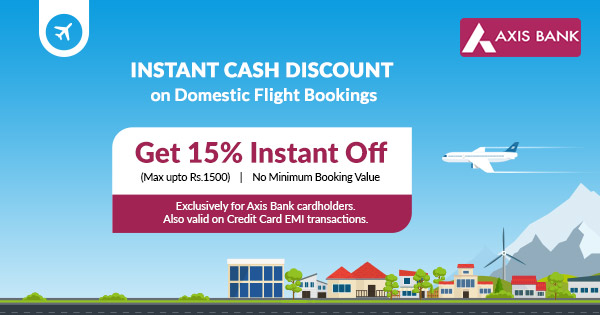 AXIS BANK
INSTANT CASH DISCOUNT
on Domestic Flight Bookings
Get 15% Instant Off
(Max upto Rs.1500) | No Minimum Booking Value
Exclusively for Axis Bank cardholders.
Also valid on Credit Card EMI transactions.